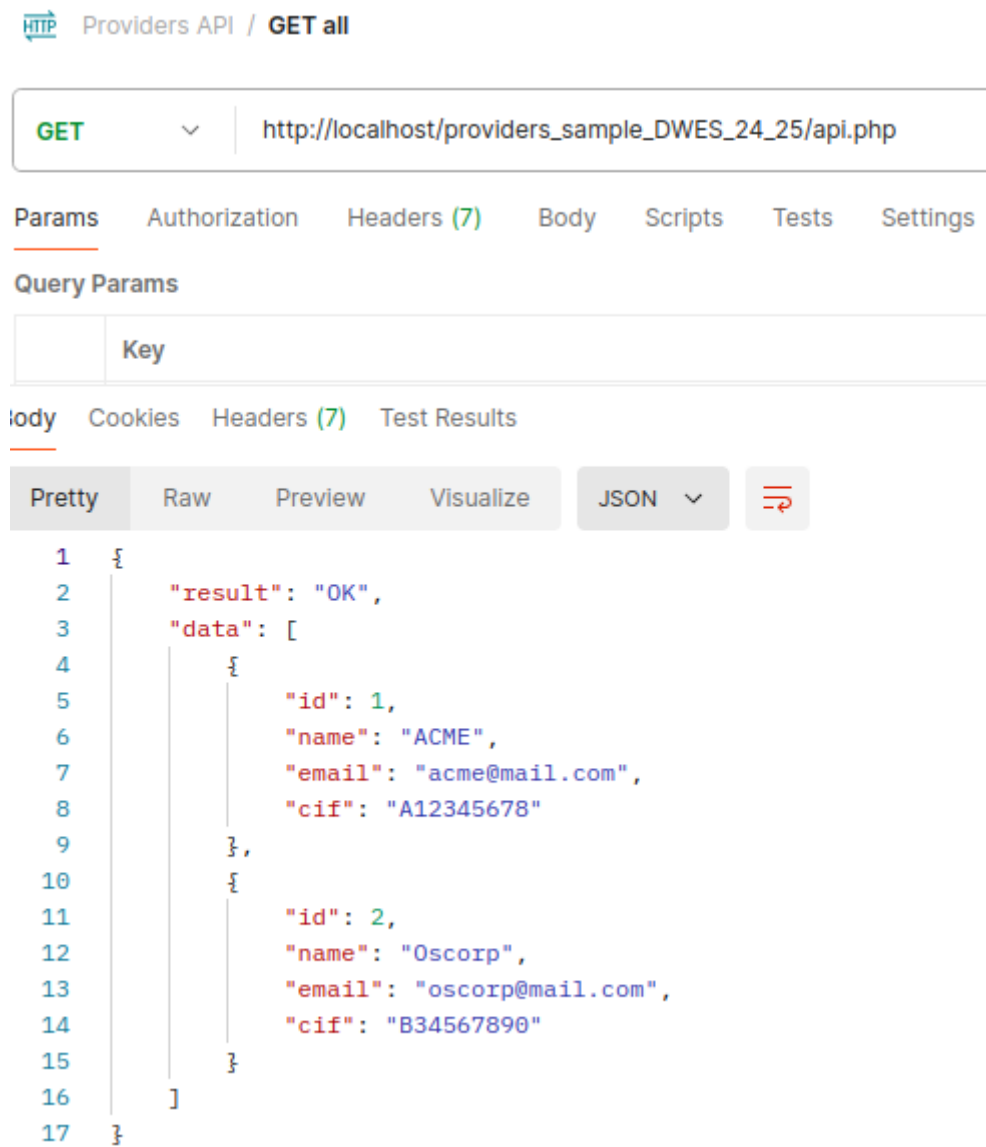 HTTP Providers API / GET all
GET http://localhost/providers_sample_DWES_24_25/api.php
Params Authorization Headers (7) Body Scripts Tests Settings
Query Params
Key
Body Cookies Headers (7) Test Results
Pretty Raw Preview Visualize JSON
1 {
2 "result": "OK",
3 "data": [
4 {
5 "id": 1,
6 "name": "ACME",
7 "email": "acme@mail.com",
8 "cif": "A12345678"
9 },
10 {
11 "id": 2,
12 "name": "Oscorp",
13 "email": "oscorp@mail.com",
14 "cif": "B34567890"
15 }
16 ]
17 }